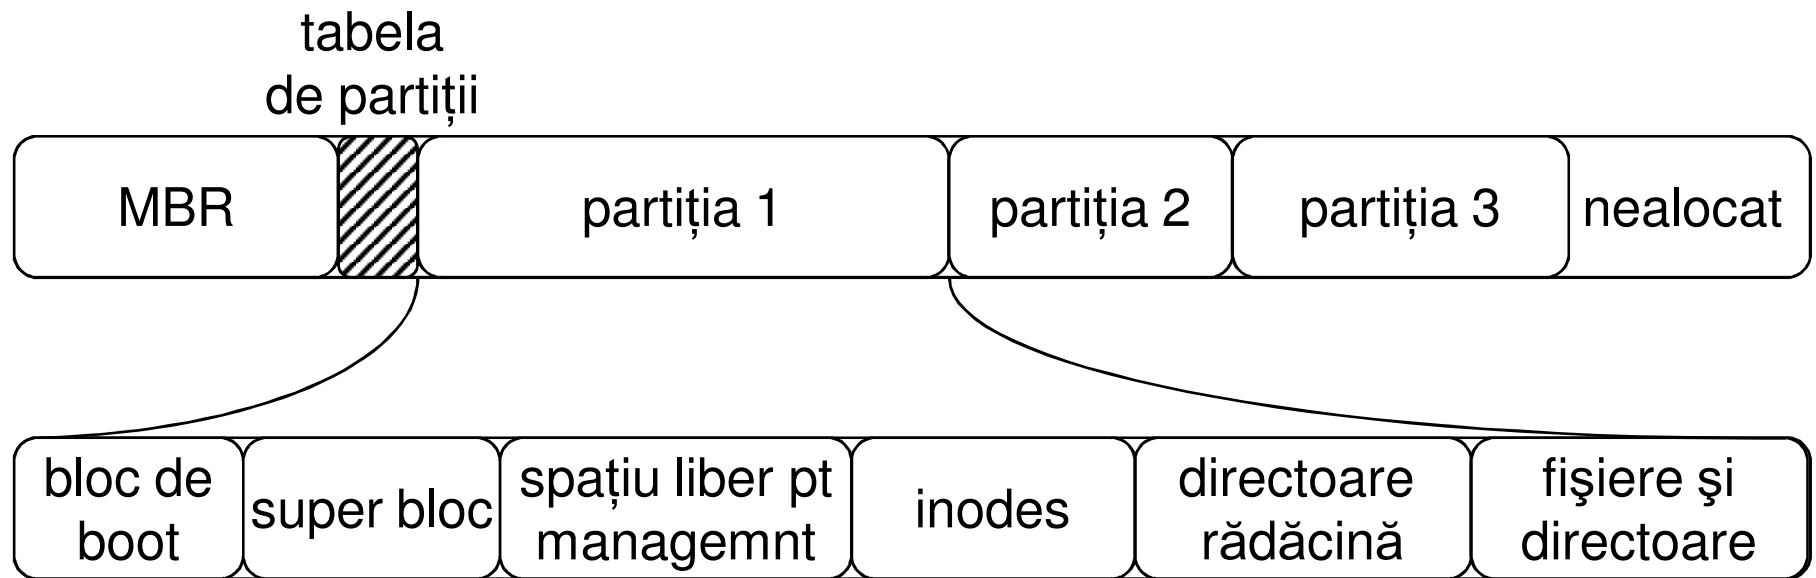 tabela
de partiții
MBR
partiția 1
partiția 2
partiția 3
nealocat
bloc de
boot
super bloc
spațiu liber pt
managemnt
inodes
directoare
rădăcină
fişiere şi
directoare